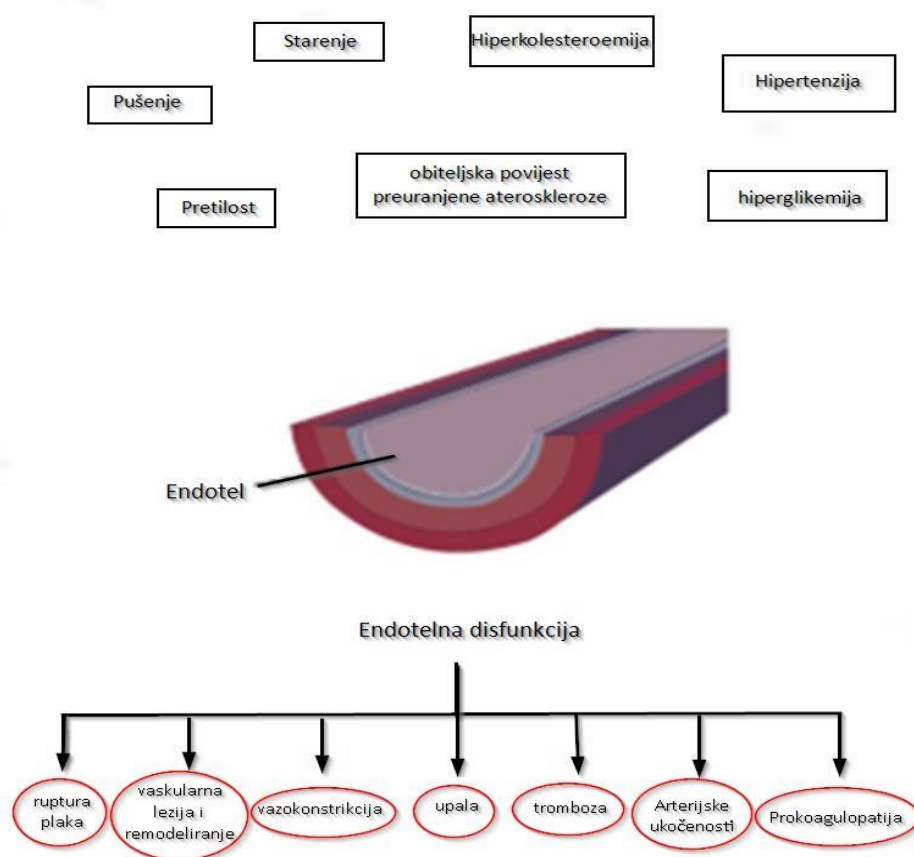 Starenje
Hiperkolesteroemija
Hipertenzija
Pušenje
obiteljska povijest
preuranjene ateroskleroze
Pretilost
hiperglikemija
Endotel
Endotelna disfunkcija
ruptura
plaka
vaskularna
lezija i
remodeliranje
vazokonstrikcija
upala
tromboza
Arterijske
ukočenosti
Prokoagulopatija